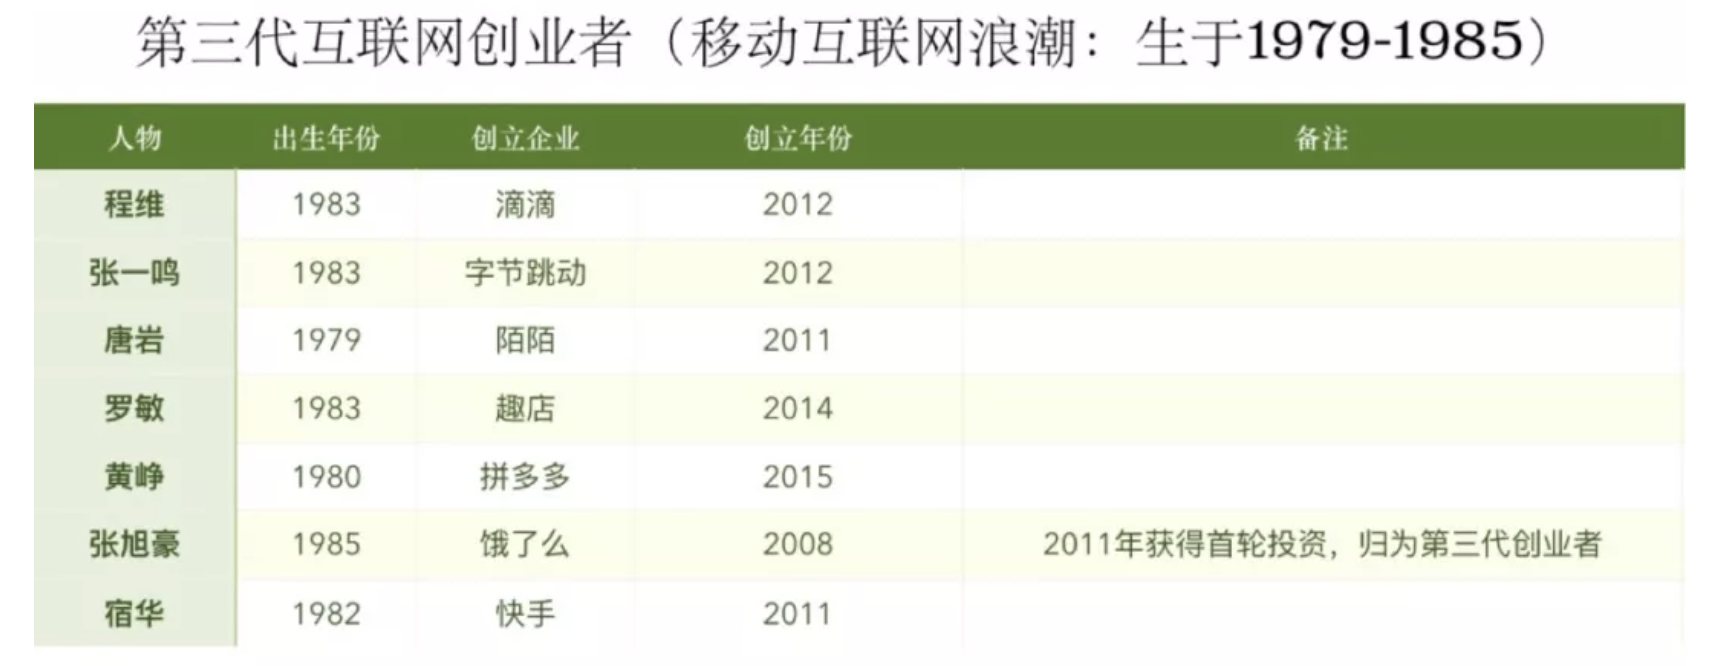 第三代互联网创业者（移动互联网浪潮：生于1979-1985）
人物 出生年份 创立企业 创立年份 备注
程维 1983 滴滴 2012
张一鸣 1983 字节跳动 2012
唐岩 1979 陌陌 2011
罗敏 1983 趣店 2014
黄峥 1980 拼多多 2015
张旭豪 1985 饿了么 2008 2011年获得首轮投资，归为第三代创业者
宿华 1982 快手 2011